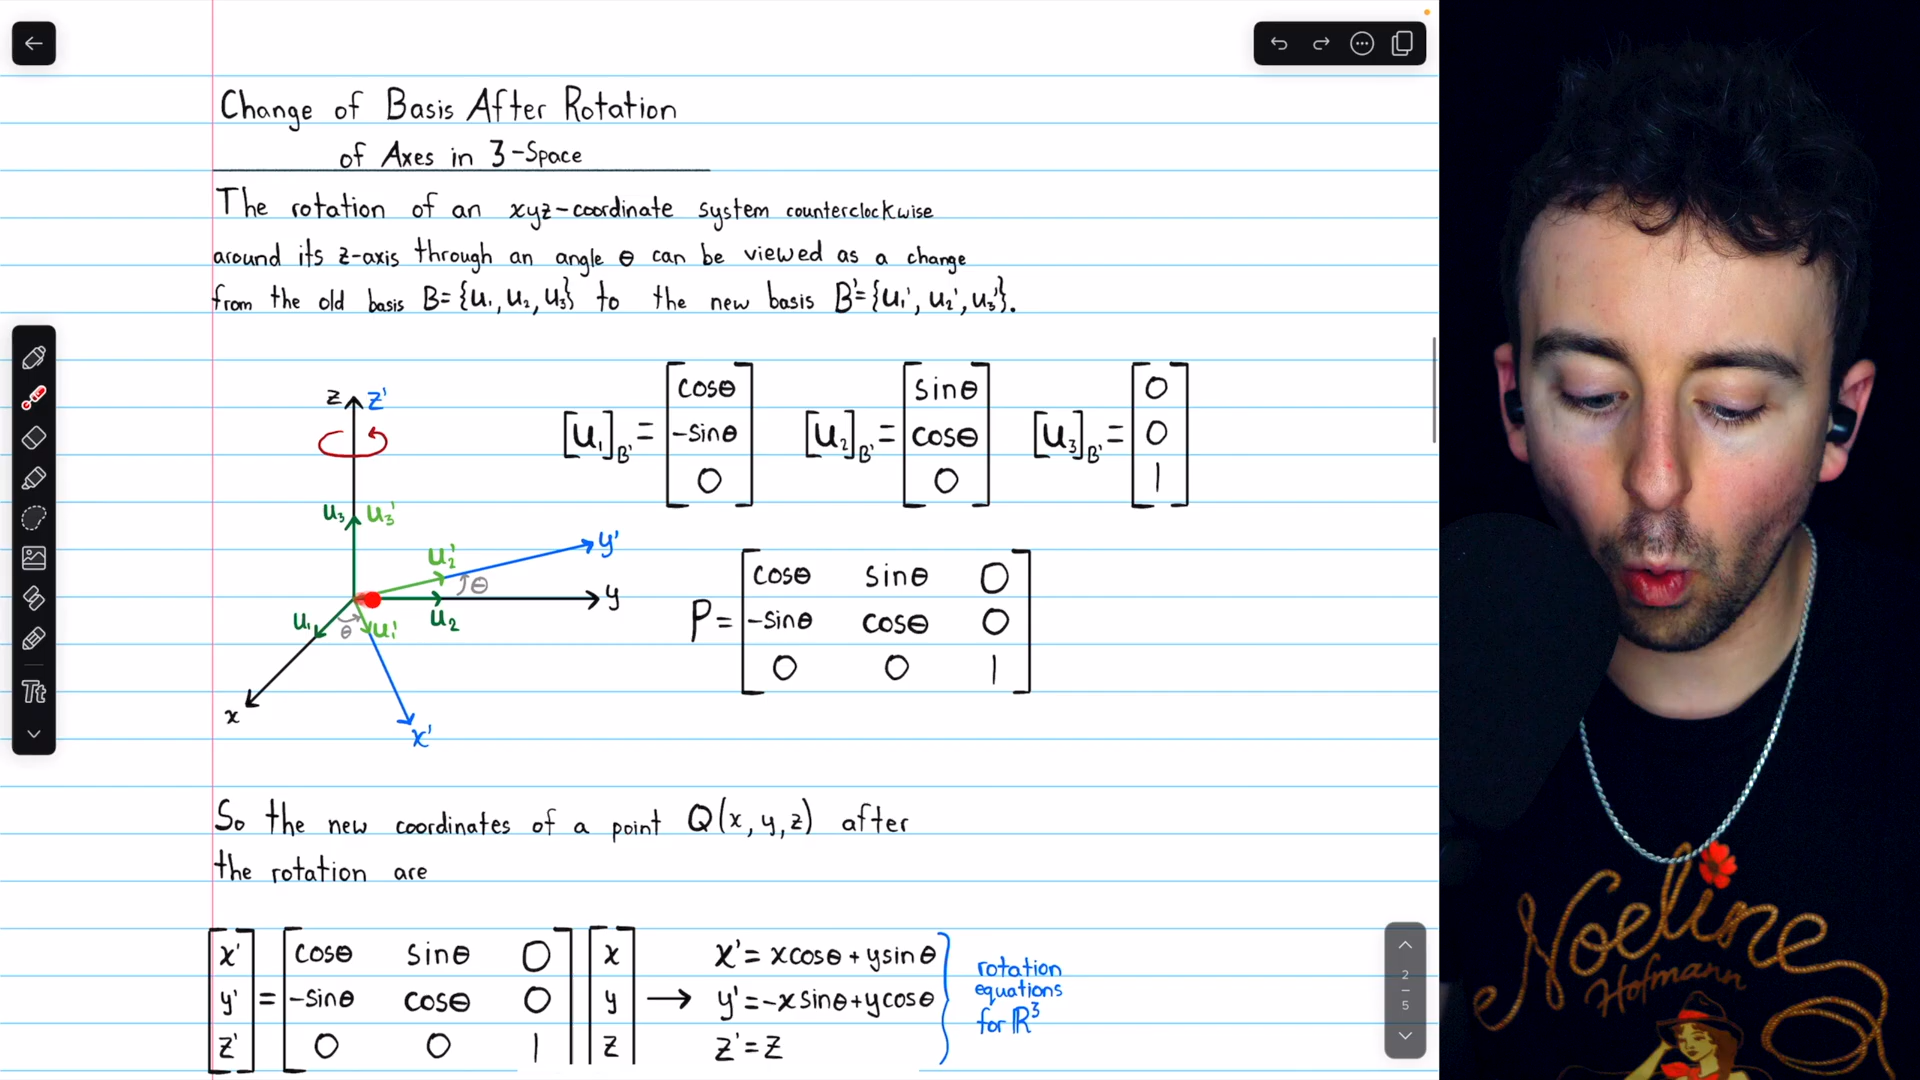 Change of Basis After Rotation
of Axes in 3-Space
The rotation of an xyz-coordinate system counterclockwise
around its z-axis through an angle θ can be viewed as a change
from the old basis B={u₁, u₂, u₃} to the new basis B'={u₁', u₂', u₃'}.
z z'
[u₁]B' = [cosθ -sinθ 0] [u₂]B' = [sinθ cosθ 0] [u₃]B' = [0 0 1]
u₃ u₃'
u₂' y'
θ y
u₁ θ u₁' u₂
x
x'
P = [cosθ sinθ 0
-sinθ cosθ 0
0 0 1]
So the new coordinates of a point Q(x, y, z) after
the rotation are
[x' y' z'] = [cosθ sinθ 0
-sinθ cosθ 0
0 0 1] [x y z] →
x' = xcosθ + ysinθ
y' = -xsinθ + ycosθ
z' = z
rotation
equations
for ℝ³
Tt
2
5
Noeline
Hofmann